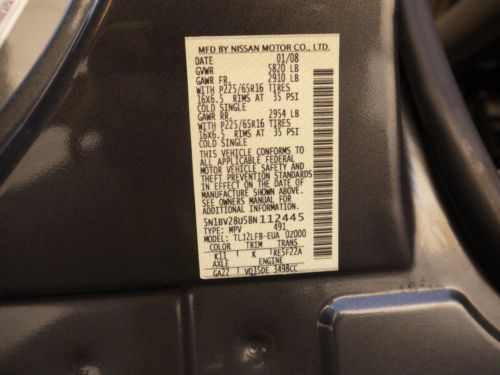 MFD BY NISSAN MOTOR CO., LTD.
DATE 01/08
GVWR 5820 LB
GAWR FR. 2910 LB
WITH P225/65R16 TIRES
16X6.5 RIMS AT 35 PSI
COLD SINGLE
GAWR RR. 2954 LB
WITH P225/65R16 TIRES
16X6.5 RIMS AT 35 PSI
COLD SINGLE
THIS VEHICLE CONFORMS TO
ALL APPLICABLE FEDERAL
MOTOR VEHICLE SAFETY AND
THEFT PREVENTION STANDARDS
IN EFFECT ON THE DATE OF
MANUFACTURE SHOWN ABOVE.
SEE OWNERS MANUAL FOR
ADDITIONAL INFORMATION
5N1BV28U58N112445
TYPE: MPV 491
MODEL: TLJ2LFB-EUA 02000
COLOR TRIM TRANS
K11 K RE5F22A
AXLE ENGINE
GA22 VQ35DE 3498CC